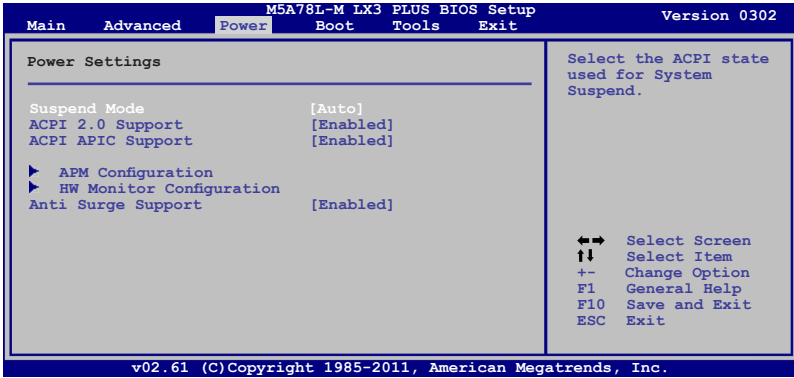 M5A78L-M LX3 PLUS BIOS Setup Version 0302
Main Advanced Power Boot Tools Exit
Power Settings
Suspend Mode [Auto]
ACPI 2.0 Support [Enabled]
ACPI APIC Support [Enabled]
APM Configuration
HW Monitor Configuration
Anti Surge Support [Enabled]
Select the ACPI state
used for System
Suspend.
←→ Select Screen
↑↓ Select Item
+- Change Option
F1 General Help
F10 Save and Exit
ESC Exit
v02.61 (C)Copyright 1985-2011, American Megatrends, Inc.